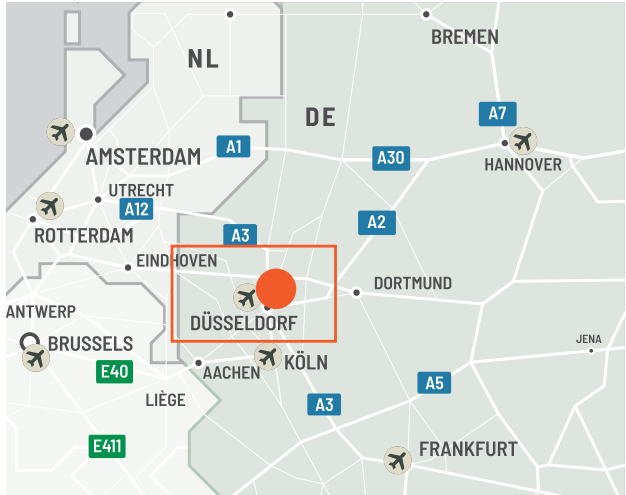 NL
BREMEN
DE
A7
AMSTERDAM
A1
A30
HANNOVER
UTRECHT
A12
A2
ROTTERDAM
A3
EINDHOVEN
DORTMUND
ANTWERP
DÜSSELDORF
BRUSSELS
JENA
AACHEN
KÖLN
E40
A5
LIÈGE
A3
E411
FRANKFURT